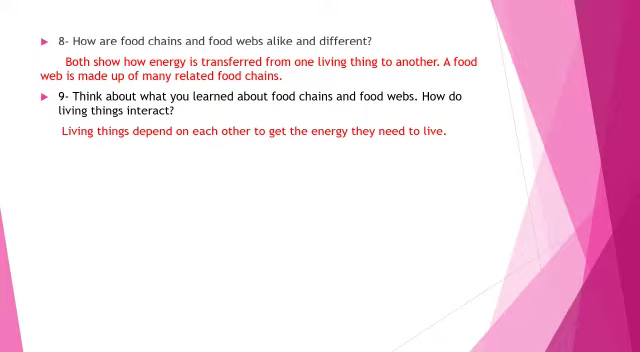 8- How are food chains and food webs alike and different?
Both show how energy is transferred from one living thing to another. A food
web is made up of many related food chains.
9- Think about what you learned about food chains and food webs. How do
living things interact?
Living things depend on each other to get the energy they need to live.